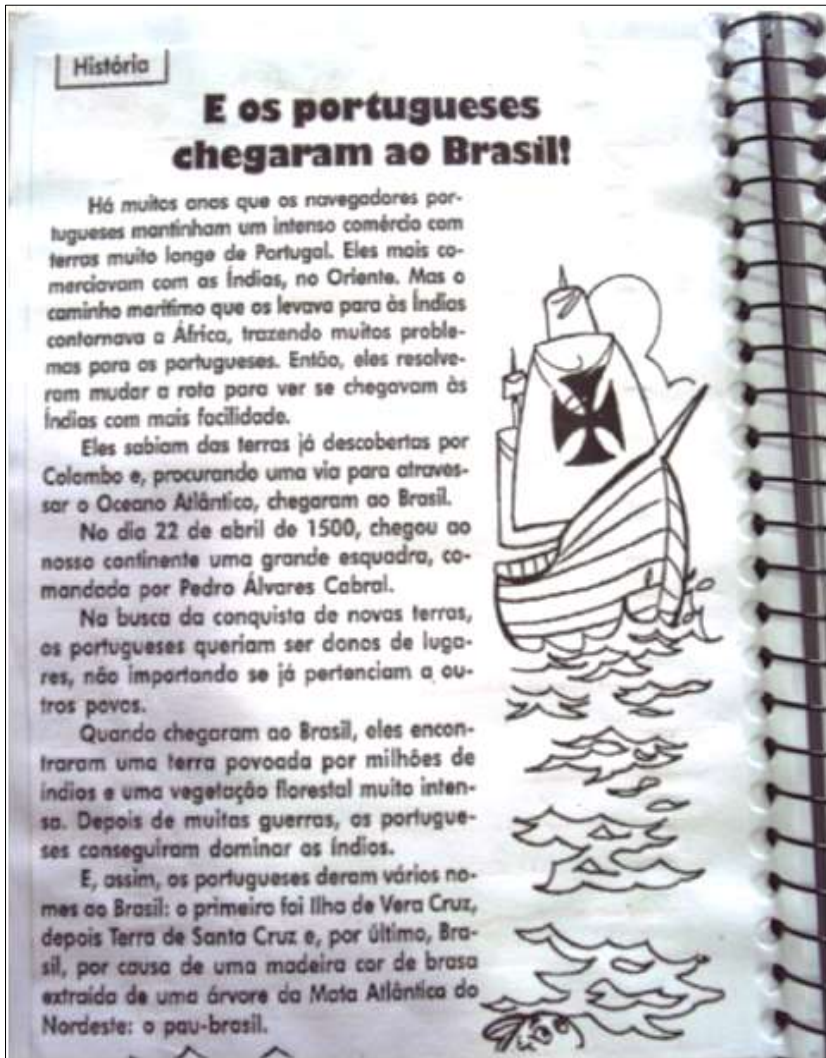 História
E os portugueses
chegaram ao Brasil!
Há muitos anos que os navegadores por-
tugueses mantinham um intenso comércio com
terras muito longe de Portugal. Eles mais co-
merciavam com as Índias, no Oriente. Mas o
caminho marítimo que os levava para às Índias
contornava a África, trazendo muitos proble-
mas para os portugueses. Então, eles resolve-
ram mudar a rota para ver se chegavam às
Índias com mais facilidade.
Eles sabiam das terras já descobertas por
Colombo e, procurando uma via para atraves-
sar o Oceano Atlântico, chegaram ao Brasil.
No dia 22 de abril de 1500, chegou ao
nosso continente uma grande esquadra, co-
mandada por Pedro Álvares Cabral.
Na busca da conquista de novas terras,
os portugueses queriam ser donos de luga-
res, não importando se já pertenciam a ou-
tros povos.
Quando chegaram ao Brasil, eles encon-
traram uma terra povoada por milhões de
índios e uma vegetação florestal muito inten-
sa. Depois de muitas guerras, os portugue-
ses conseguiram dominar os índios.
E, assim, os portugueses deram vários no-
mes ao Brasil: o primeiro foi Ilha de Vera Cruz,
depois Terra de Santa Cruz e, por último, Bra-
sil, por causa de uma madeira cor de brasa
extraída de uma árvore da Mata Atlântica do
Nordeste: o pau-brasil.